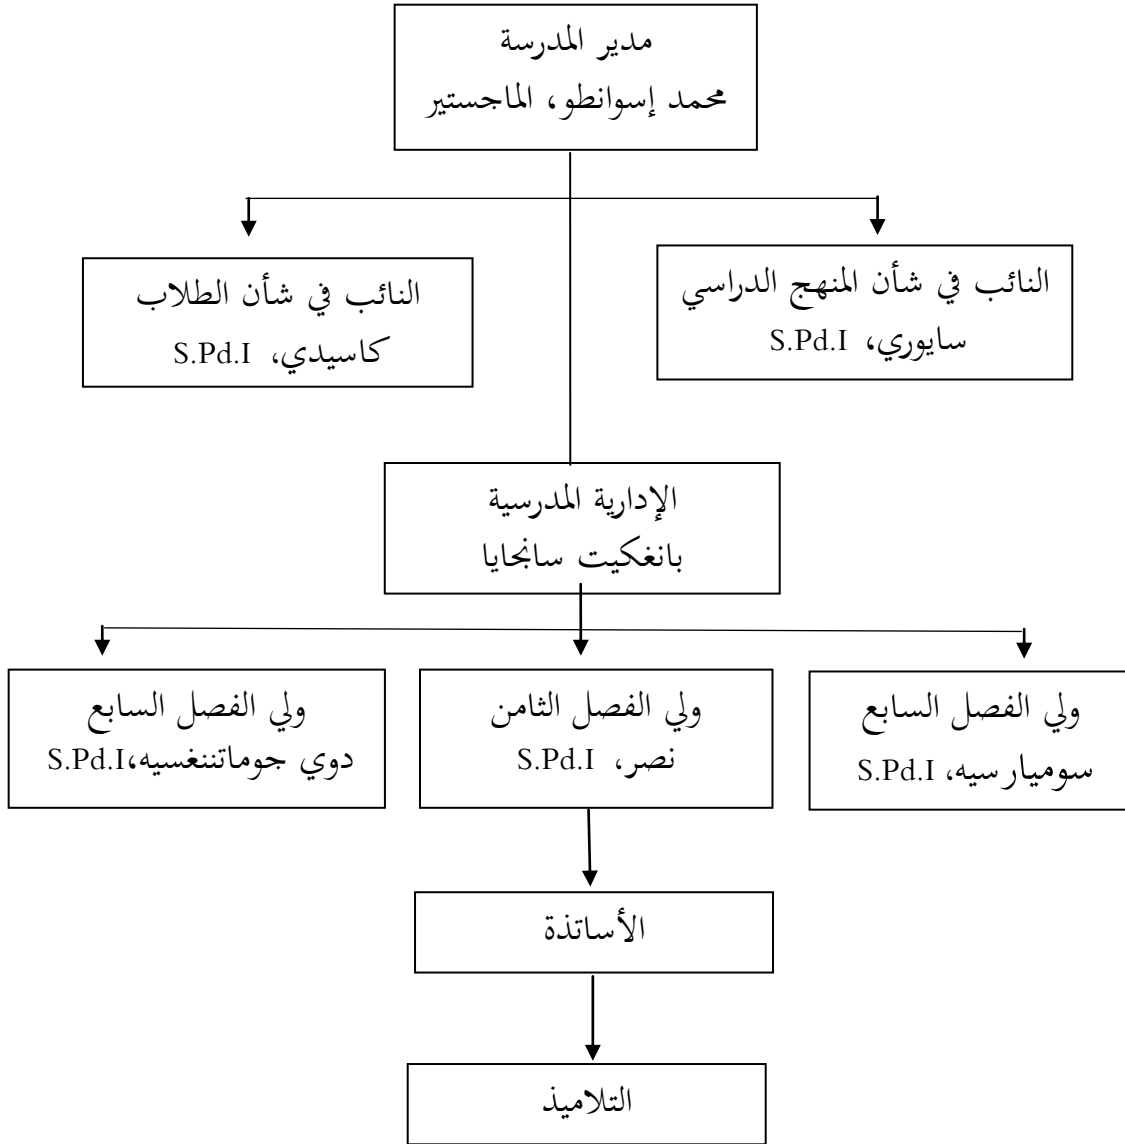 مدير المدرسة
محمد إسوانطو، الماجستير
النائب في شأن المنهج الدراسي
سايوري، S.Pd.I
النائب في شأن الطلاب
كاسيدي، S.Pd.I
الإدارية المدرسية
بانغكيت سانجايا
ولي الفصل السابع
سوميارسيه، S.Pd.I
ولي الفصل الثامن
نصر، S.Pd.I
ولي الفصل السابع
دوي جوماتننغسيه،S.Pd.I
الأساتذة
التلاميذ